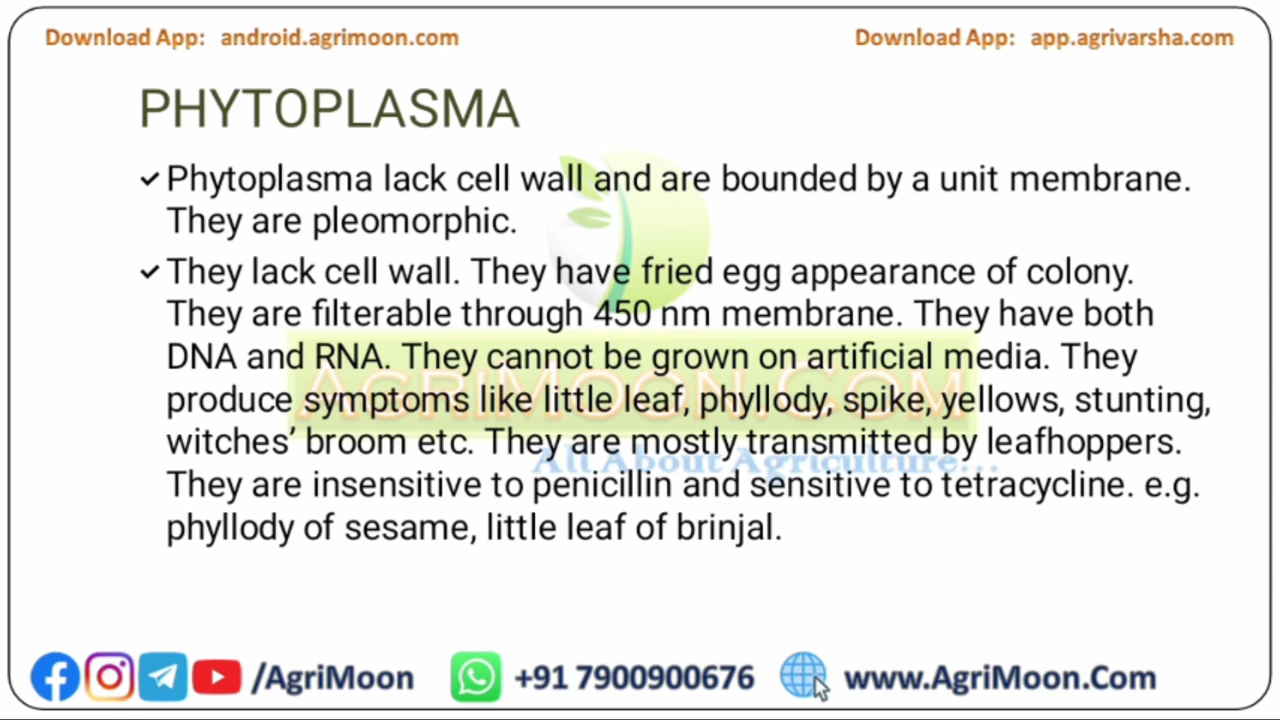 Download App: android.agrimoon.com
Download App: app.agrivarsha.com
PHYTOPLASMA
✓ Phytoplasma lack cell wall and are bounded by a unit membrane.
They are pleomorphic.
✓ They lack cell wall. They have fried egg appearance of colony.
They are filterable through 450 nm membrane. They have both
DNA and RNA. They cannot be grown on artificial media. They
produce symptoms like little leaf, phyllody, spike, yellows, stunting,
witches’ broom etc. They are mostly transmitted by leafhoppers.
They are insensitive to penicillin and sensitive to tetracycline. e.g.
phyllody of sesame, little leaf of brinjal.
AGRIMOON.COM
All About Agriculture...
/AgriMoon
+91 7900900676
www.AgriMoon.Com